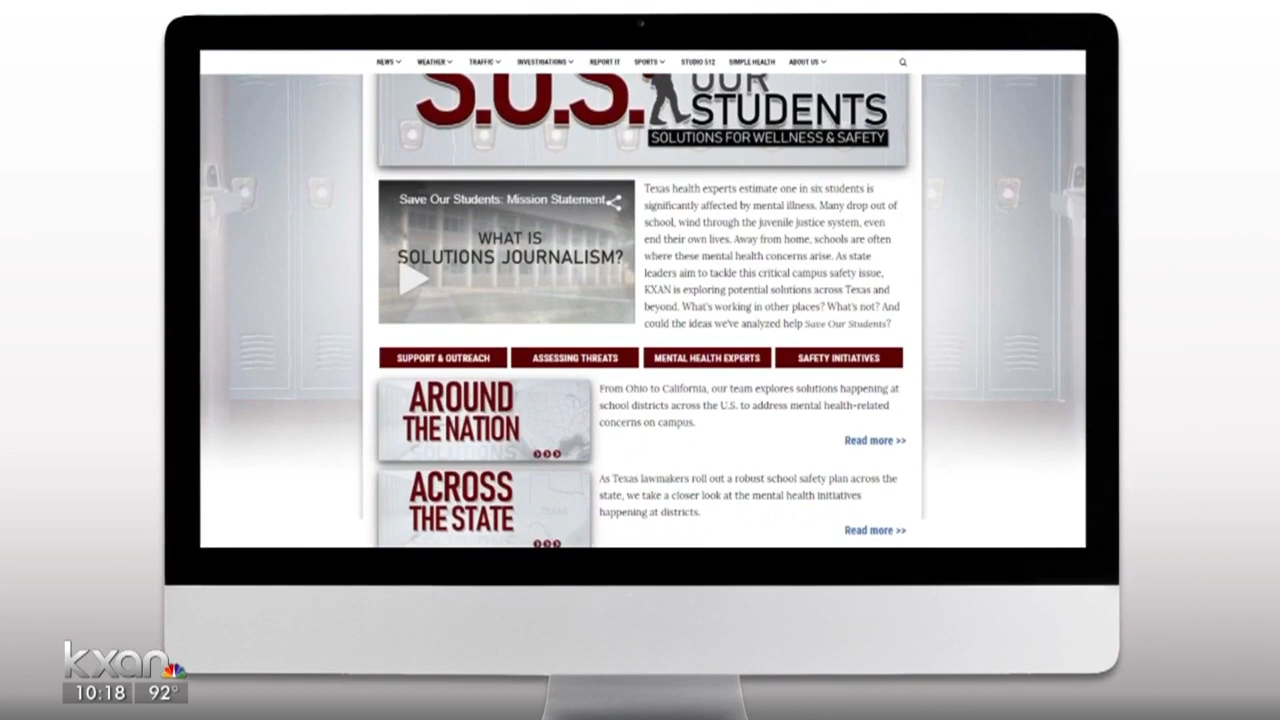 NEWS WEATHER TRAFFIC INVESTIGATIONS REPORT IT SPORTS STUDIO 512 SIMPLE HEALTH ABOUT US
S.O.S. OUR
STUDENTS
SOLUTIONS FOR WELLNESS & SAFETY
Save Our Students: Mission Statement
WHAT IS
SOLUTIONS JOURNALISM?
Texas health experts estimate one in six students is
significantly affected by mental illness. Many drop out of
school, wind through the juvenile justice system, even
end their own lives. Away from home, schools are often
where these mental health concerns arise. As state
leaders aim to tackle this critical campus safety issue,
KXAN is exploring potential solutions across Texas and
beyond. What's working in other places? What's not? And
could the ideas we've analyzed help Save Our Students?
SUPPORT & OUTREACH ASSESSING THREATS MENTAL HEALTH EXPERTS SAFETY INITIATIVES
AROUND
THE NATION
SOLUTIONS
From Ohio to California, our team explores solutions happening at
school districts across the U.S. to address mental health-related
concerns on campus.
Read more >>
ACROSS
THE STATE
TEXAS
As Texas lawmakers roll out a robust school safety plan across the
state, we take a closer look at the mental health initiatives
happening at districts.
Read more >>
kxan
10:18 92°